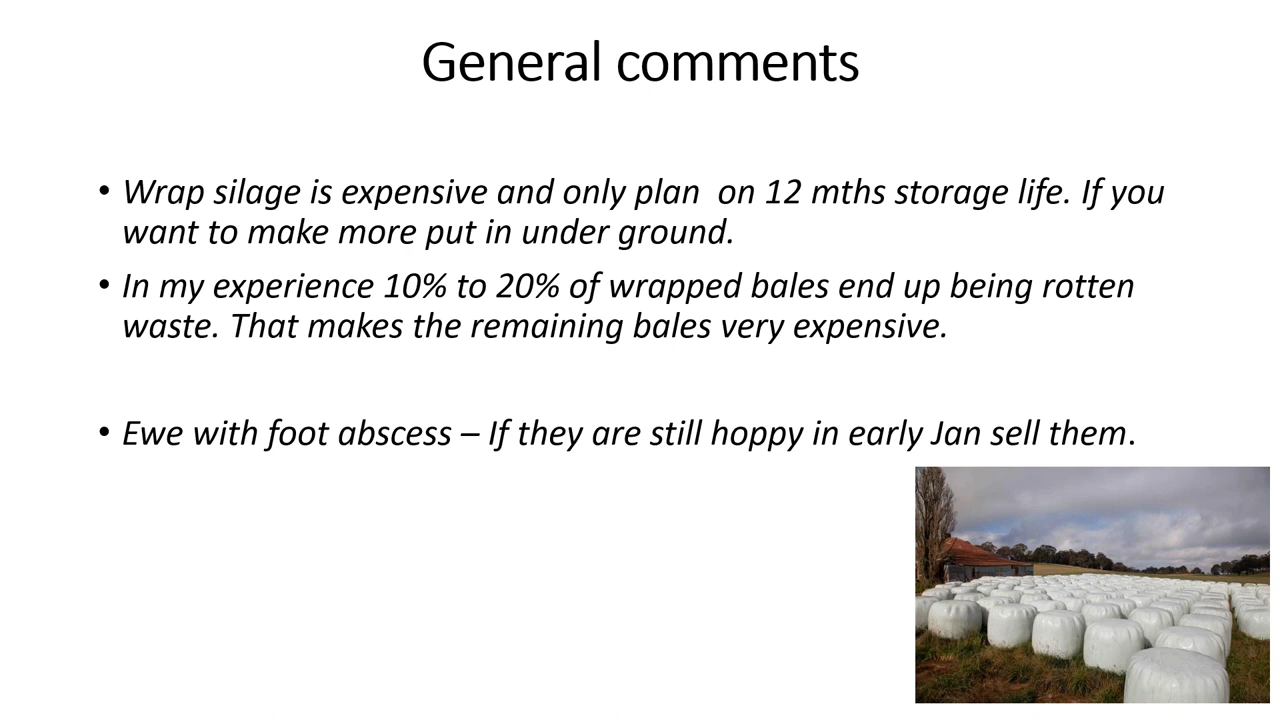 General comments
• Wrap silage is expensive and only plan  on 12 mths storage life. If you
want to make more put in under ground.
• In my experience 10% to 20% of wrapped bales end up being rotten
waste. That makes the remaining bales very expensive.
• Ewe with foot abscess – If they are still hoppy in early Jan sell them.